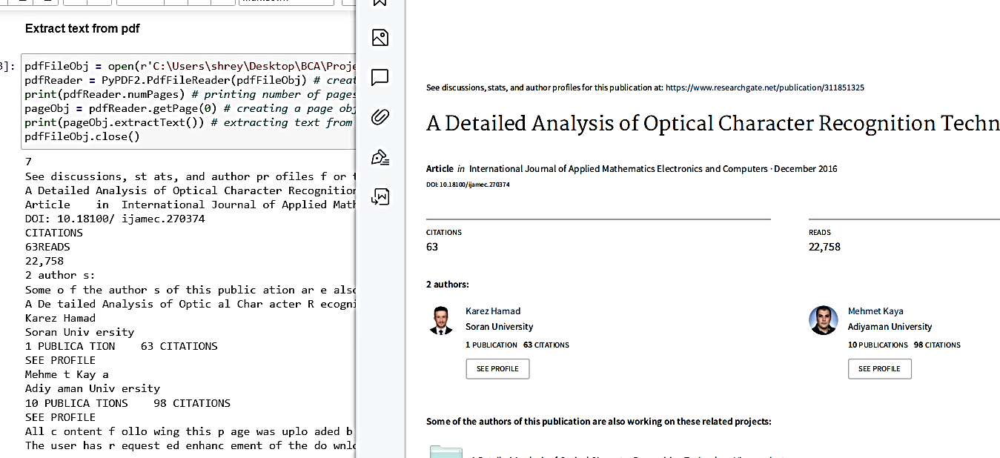 Extract text from pdf
]:
pdfFileObj = open(r'C:\Users\shrey\Desktop\BCA\Proje
pdfReader = PyPDF2.PdfFileReader(pdfFileObj) # creat
print(pdfReader.numPages) # printing number of pages
pageObj = pdfReader.getPage(0) # creating a page obj
print(pageObj.extractText()) # extracting text from
pdfFileObj.close()
7
See discussions, st ats, and author pr ofiles f or t
A Detailed Analysis of Optical Character Recognition
Article    in  International Journal of Applied Math
DOI: 10.18100/ ijamec.270374
CITATIONS
63READS
22,758
2 author s:
Some o f the author s of this public ation ar e also
A De tailed Analysis of Optic al Char acter R ecogni
Karez Hamad
Soran Univ ersity
1 PUBLICA TION    63 CITATIONS
SEE PROFILE
Mehme t Kay a
Adiy aman Univ ersity
10 PUBLICA TIONS    98 CITATIONS
SEE PROFILE
All c ontent f ollo wing this p age was uplo aded b
The user has r equest ed enhanc ement of the do wnlo
See discussions, stats, and author profiles for this publication at: https://www.researchgate.net/publication/311851325
A Detailed Analysis of Optical Character Recognition Techn
Article in International Journal of Applied Mathematics Electronics and Computers · December 2016
DOI: 10.18100/ijamec.270374
CITATIONS
63
READS
22,758
2 authors:
Karez Hamad
Soran University
1 PUBLICATION 63 CITATIONS
SEE PROFILE
Mehmet Kaya
Adiyaman University
10 PUBLICATIONS 98 CITATIONS
SEE PROFILE
Some of the authors of this publication are also working on these related projects: